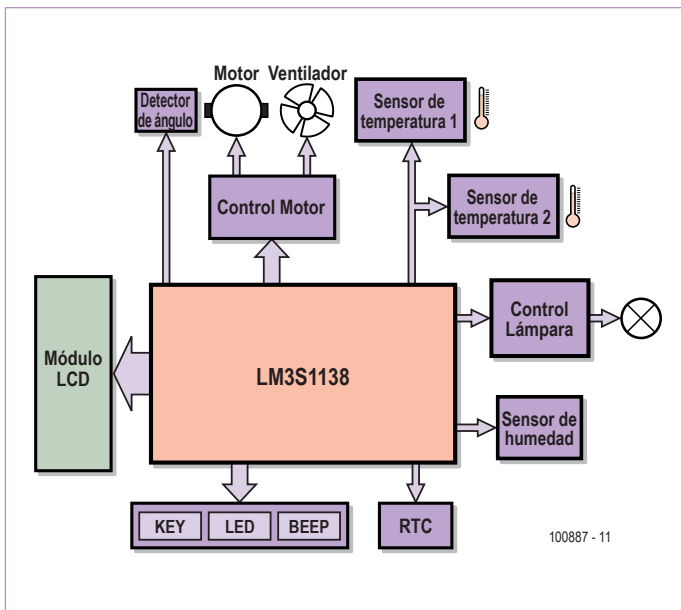 Motor
Ventilador
Detector
de ángulo
Sensor de
temperatura 1
Control Motor
Sensor de
temperatura 2
Módulo
LCD
LM3S1138
Control
Lámpara
Sensor de
humedad
KEY
LED
BEEP
RTC
100887 - 11